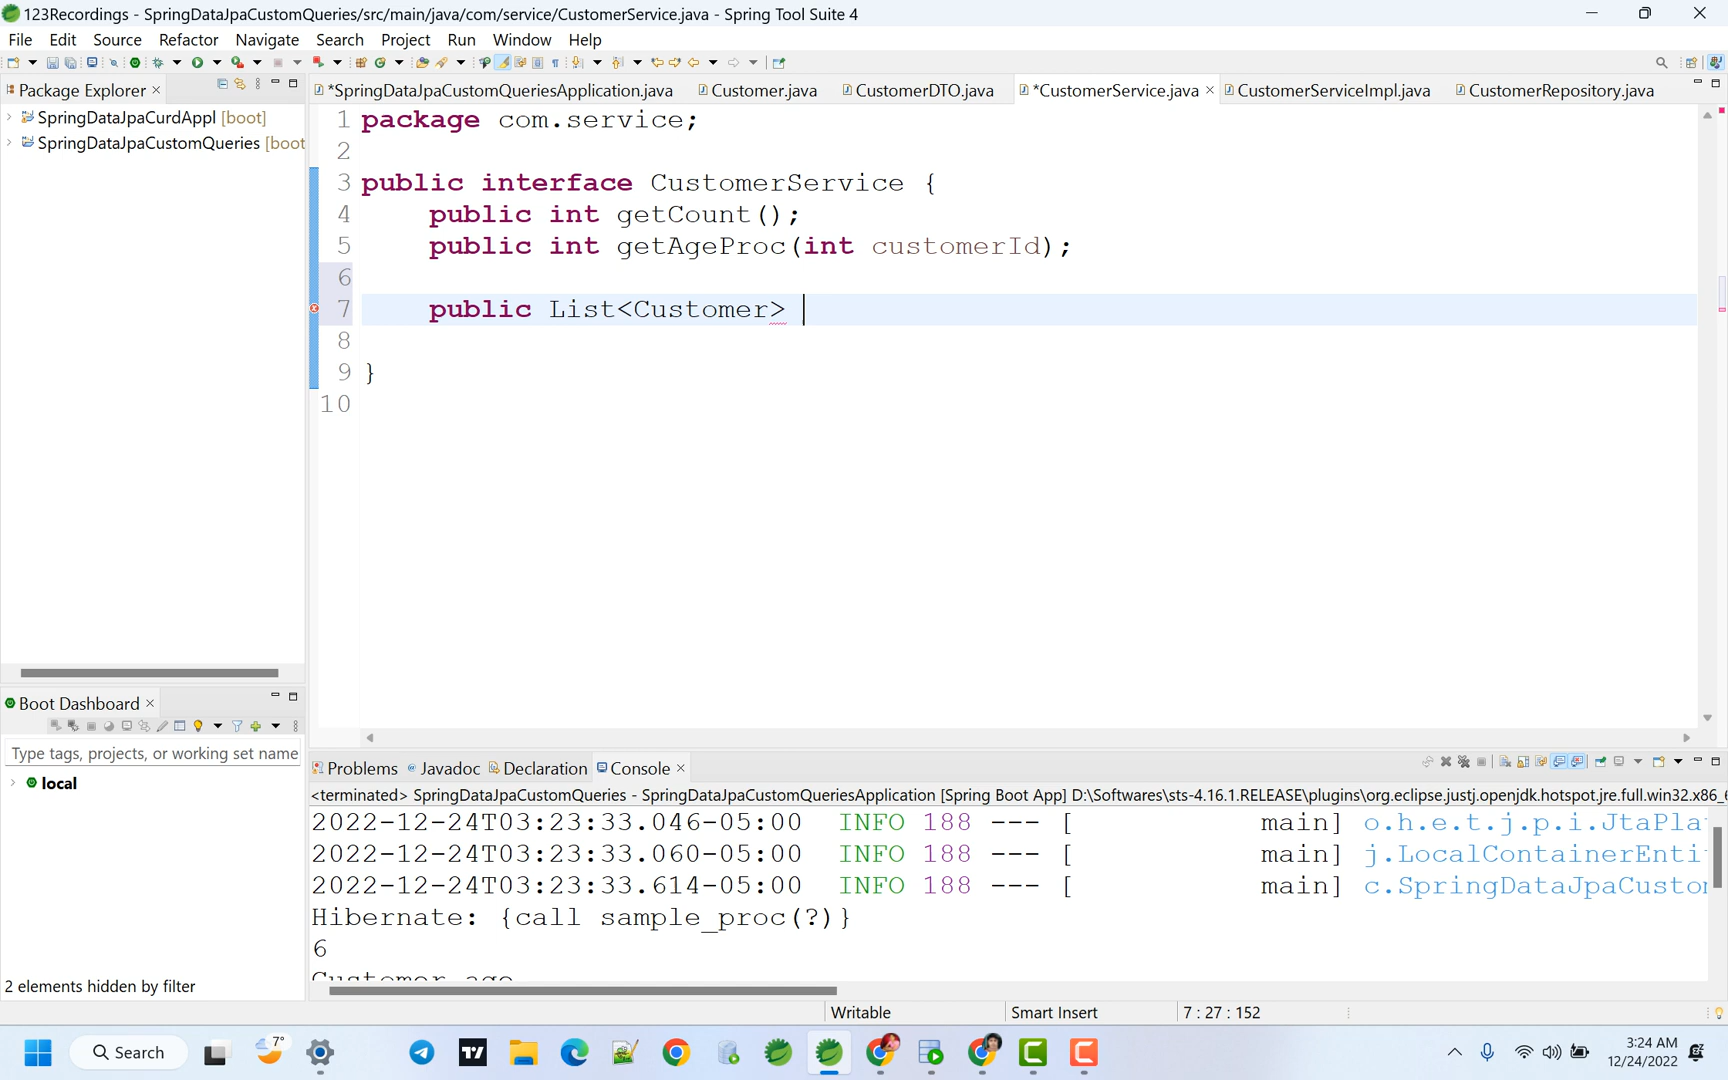 123Recordings - SpringDataJpaCustomQueries/src/main/java/com/service/CustomerService.java - Spring Tool Suite 4
File Edit Source Refactor Navigate Search Project Run Window Help
Package Explorer
*SpringDataJpaCustomQueriesApplication.java Customer.java CustomerDTO.java *CustomerService.java CustomerServiceImpl.java CustomerRepository.java
SpringDataJpaCurdAppl [boot]
SpringDataJpaCustomQueries [boot
1 package com.service;
2
3 public interface CustomerService {
4 public int getCount();
5 public int getAgeProc(int customerId);
6
7 public List<Customer>
8
9 }
10
Boot Dashboard
Type tags, projects, or working set name
local
2 elements hidden by filter
Problems Javadoc Declaration Console
<terminated> SpringDataJpaCustomQueries - SpringDataJpaCustomQueriesApplication [Spring Boot App] D:\Softwares\sts-4.16.1.RELEASE\plugins\org.eclipse.justj.openjdk.hotspot.jre.full.win32.x86_6
2022-12-24T03:23:33.046-05:00 INFO 188 --- [ main] o.h.e.t.j.p.i.JtaPla
2022-12-24T03:23:33.060-05:00 INFO 188 --- [ main] j.LocalContainerEnti
2022-12-24T03:23:33.614-05:00 INFO 188 --- [ main] c.SpringDataJpaCusto
Hibernate: {call sample_proc(?)}
6
Customer age
Writable Smart Insert 7 : 27 : 152
Search
7°
3:24 AM
12/24/2022